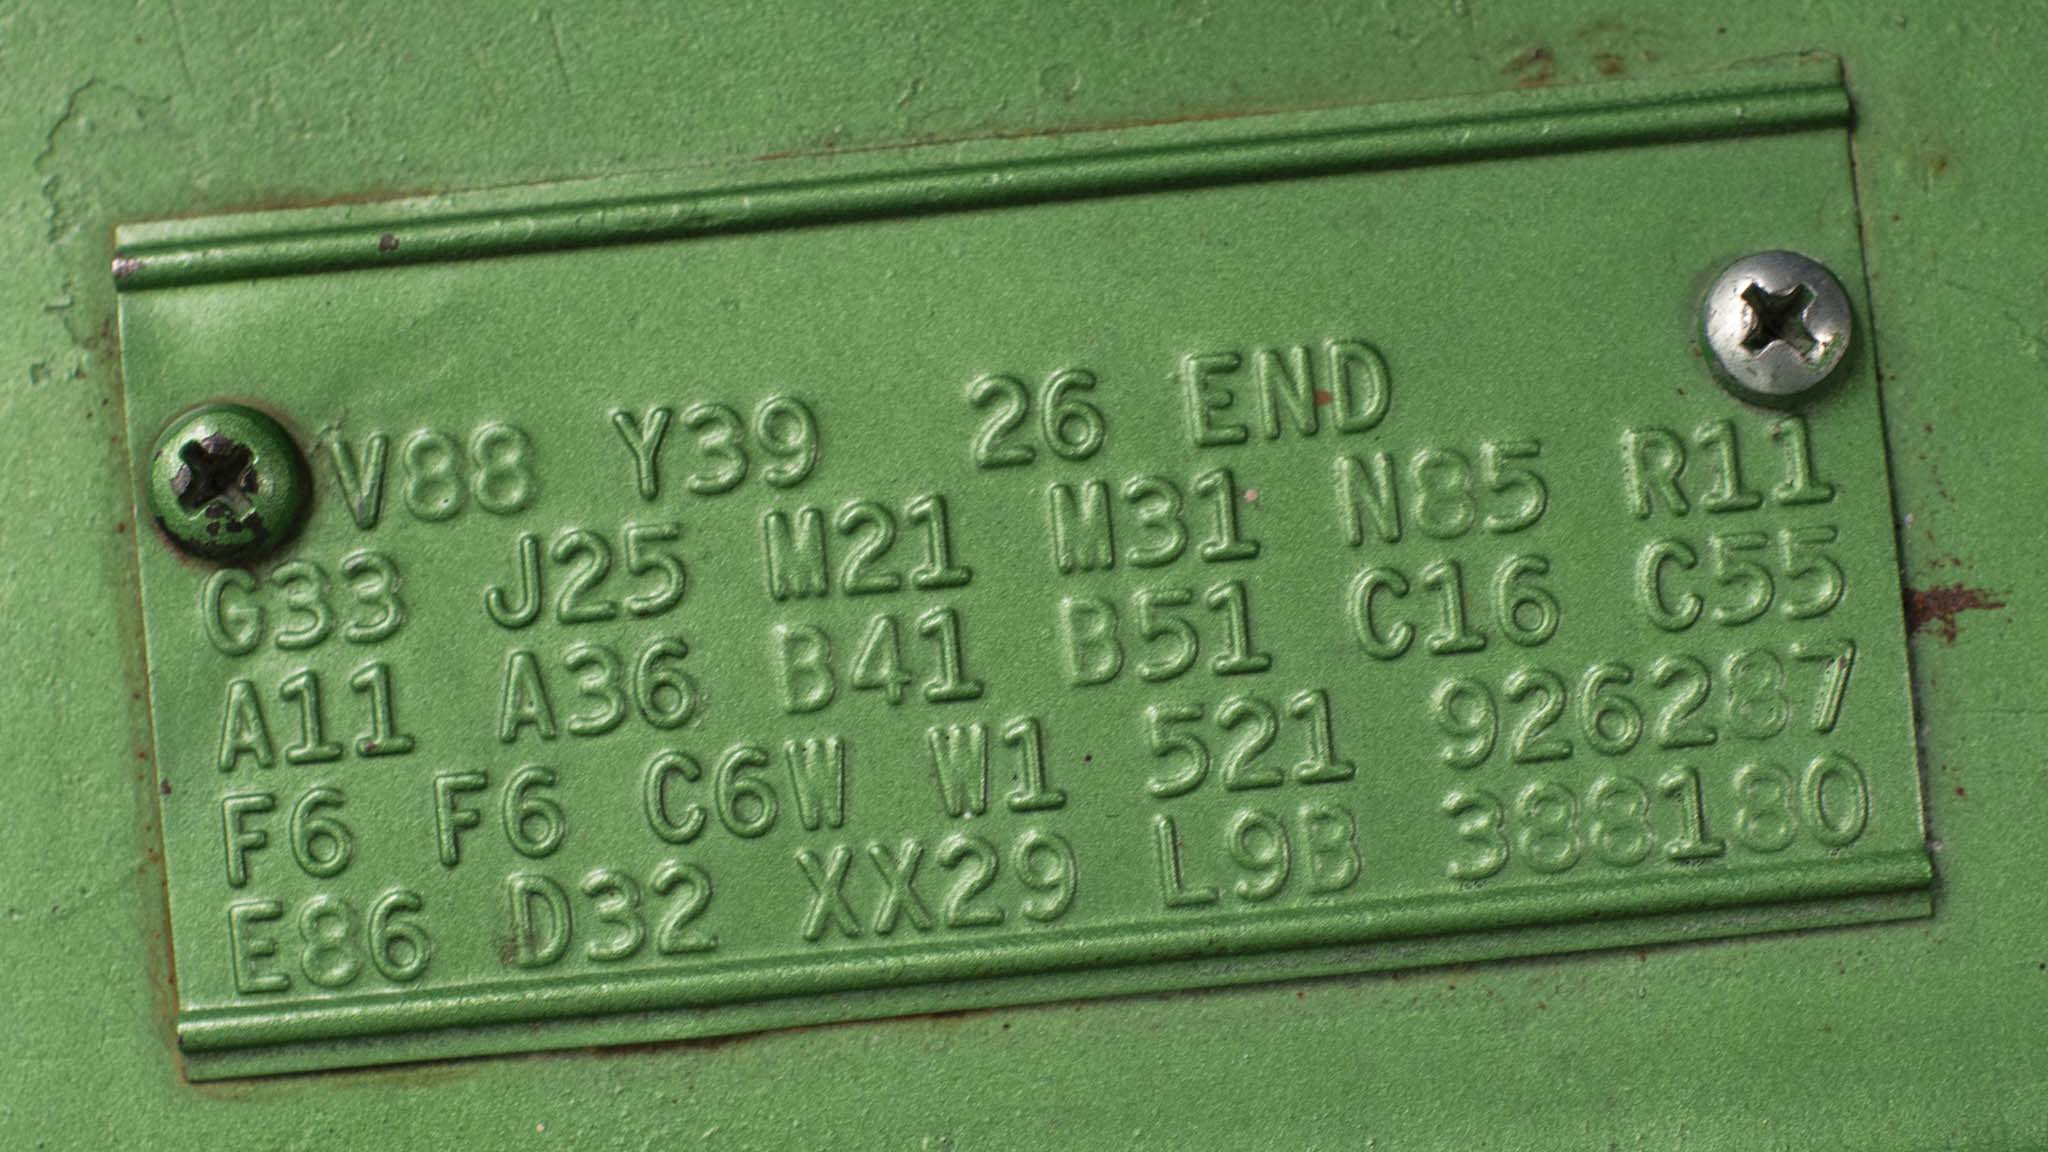 V88 Y39 26 END
G33 J25 M21 M31 N85 R11
A11 A36 B41 B51 C16 C55
F6 F6 C6W W1 521 926287
E86 D32 XX29 L9B 388180